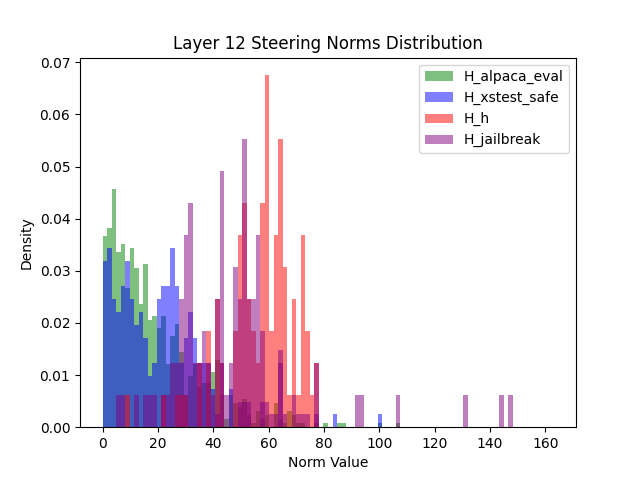 Layer 12 Steering Norms Distribution
H_alpaca_eval
H_xstest_safe
H_h
H_jailbreak
Density
0.07
0.06
0.05
0.04
0.03
0.02
0.01
0.00
0 20 40 60 80 100 120 140 160
Norm Value